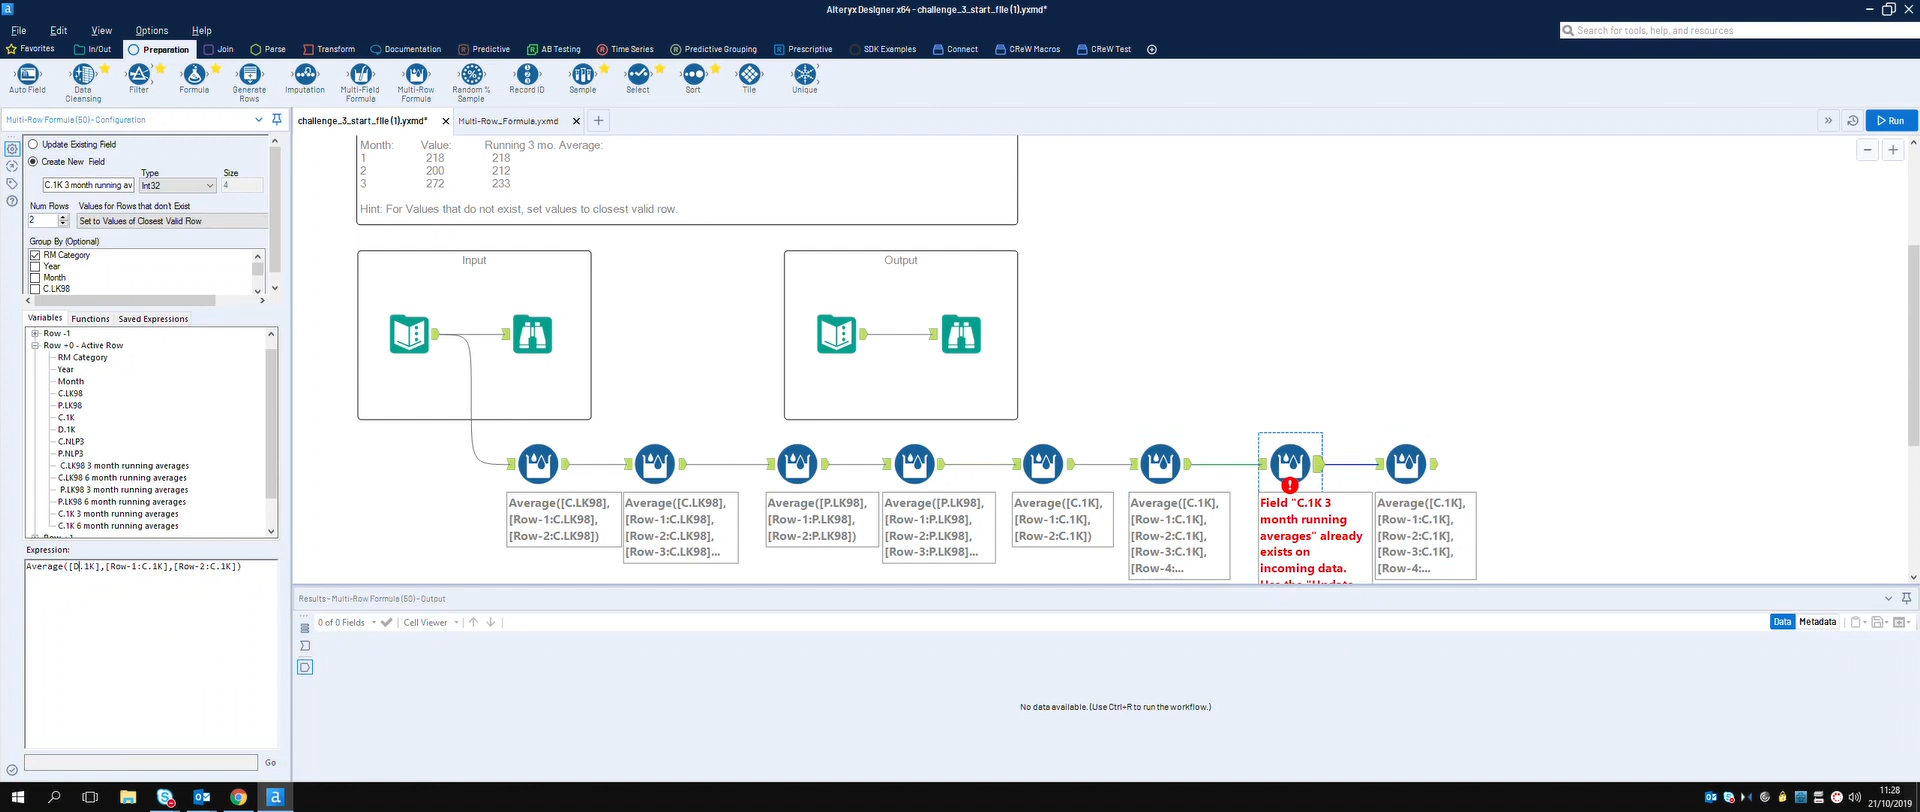 Alteryx Designer x64 - challenge_3_start_file (1).yxmd*
File Edit View Options Help
Search for tools, help, and resources
Favorites In/Out Preparation Join Parse Transform Documentation Predictive AB Testing Time Series Predictive Grouping Prescriptive SDK Examples Connect CReW Macros CReW Test
Auto Field Data Cleansing Filter Formula Generate Rows Imputation Multi-Field Formula Multi-Row Formula Random % Sample Record ID Sample Select Sort Tile Unique
Multi-Row Formula (50) - Configuration
challenge_3_start_file (1).yxmd*
Multi-Row_Formula.yxmd
Run
Update Existing Field
Create New Field
Type
Size
C.1K 3 month running av
Int32
4
Num Rows
Values for Rows that don't Exist
2
Set to Values of Closest Valid Row
Group By (Optional)
RM Category
Year
Month
C.LK98
Variables Functions Saved Expressions
Row -1
Row +0 - Active Row
RM Category
Year
Month
C.LK98
P.LK98
C.1K
D.1K
C.NLP3
P.NLP3
C.LK98 3 month running averages
C.LK98 6 month running averages
P.LK98 3 month running averages
P.LK98 6 month running averages
C.1K 3 month running averages
C.1K 6 month running averages
Expression:
Average([D.1K],[Row-1:C.1K],[Row-2:C.1K])
Go
Month: Value: Running 3 mo. Average:
1 218 218
2 200 212
3 272 233
Hint: For Values that do not exist, set values to closest valid row.
Input
Output
Average([C.LK98],
[Row-1:C.LK98],
[Row-2:C.LK98])
Average([C.LK98],
[Row-1:C.LK98],
[Row-2:C.LK98],
[Row-3:C.LK98]...
Average([P.LK98],
[Row-1:P.LK98],
[Row-2:P.LK98])
Average([P.LK98],
[Row-1:P.LK98],
[Row-2:P.LK98],
[Row-3:P.LK98]...
Average([C.1K],
[Row-1:C.1K],
[Row-2:C.1K])
Average([C.1K],
[Row-1:C.1K],
[Row-2:C.1K],
[Row-3:C.1K],
[Row-4:...
Field "C.1K 3
month running
averages" already
exists on
incoming data.
Use the "Update
Average([C.1K],
[Row-1:C.1K],
[Row-2:C.1K],
[Row-3:C.1K],
[Row-4:...
Results - Multi-Row Formula (50) - Output
0 of 0 Fields
Cell Viewer
Data
Metadata
No data available. (Use Ctrl+R to run the workflow.)
11:28
21/10/2019